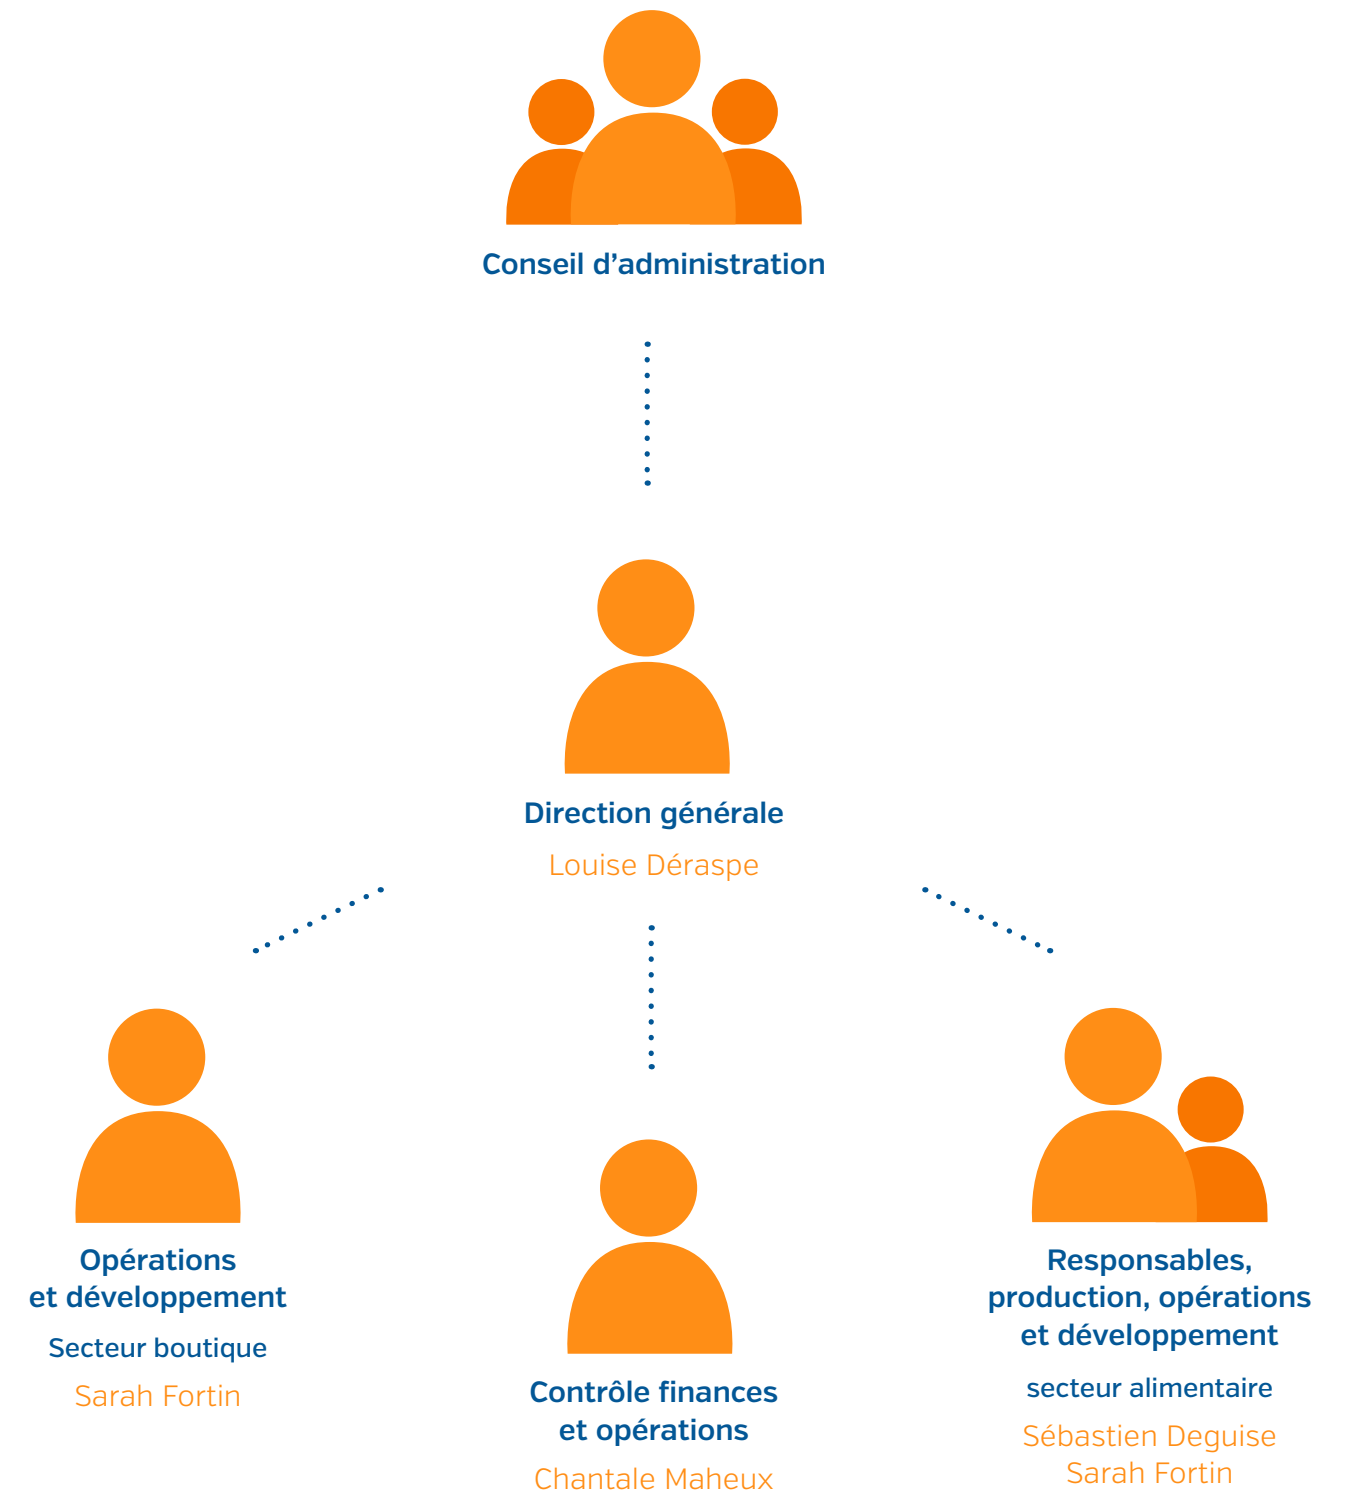 Conseil d’administration
Direction générale
Louise Déraspe
Opérations
et développement
Secteur boutique
Sarah Fortin
Contrôle finances
et opérations
Chantale Maheux
Responsables,
production, opérations
et développement
secteur alimentaire
Sébastien Deguise
Sarah Fortin